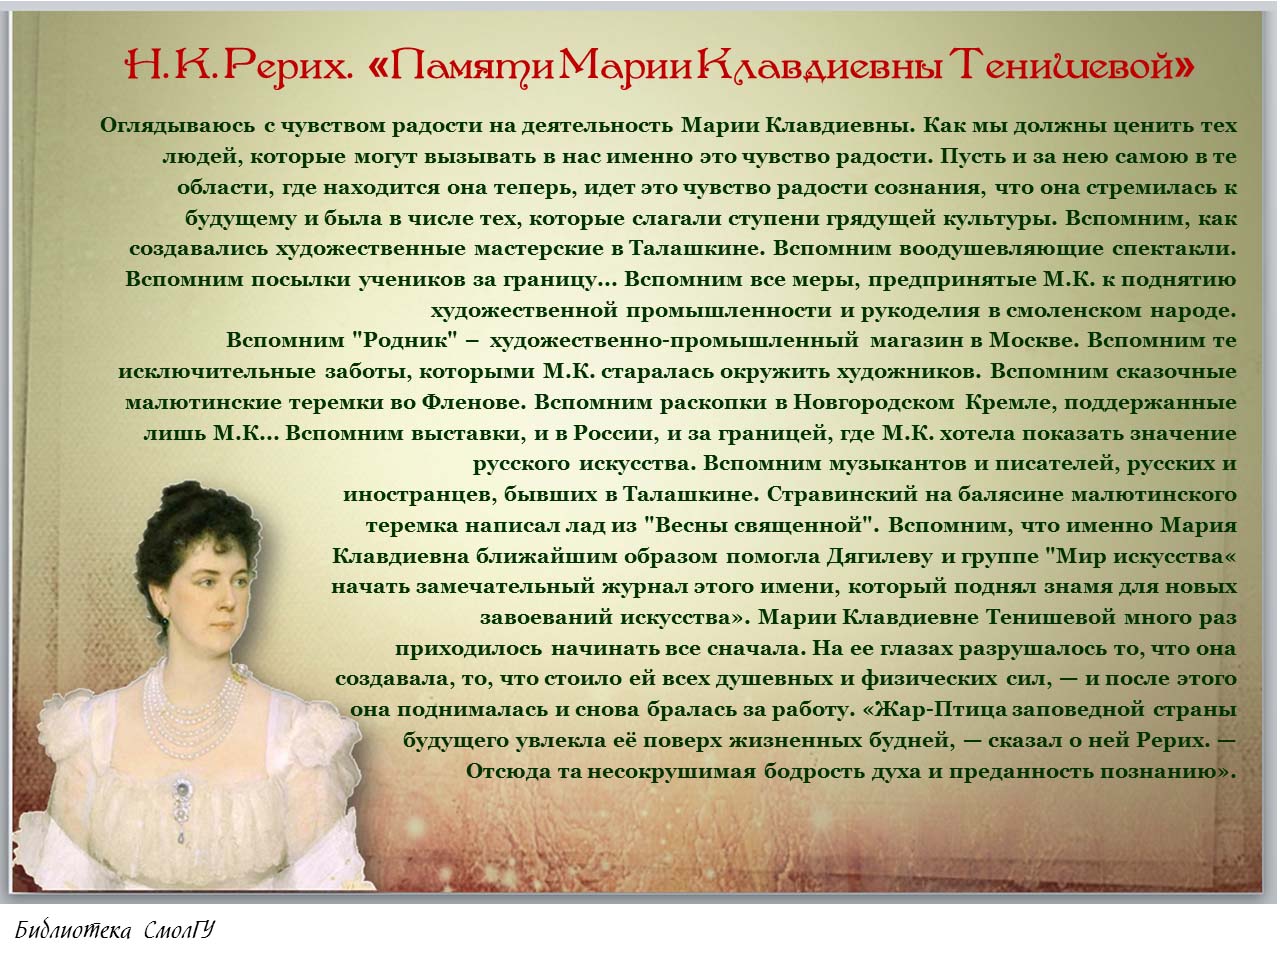 Н. К. Рерих. «Памяти Марии Клавдиевны Тенишевой»
Оглядываюсь с чувством радости на деятельность Марии Клавдиевны. Как мы должны ценить тех
людей, которые могут вызывать в нас именно это чувство радости. Пусть и за нею самою в те
области, где находится она теперь, идет это чувство радости сознания, что она стремилась к
будущему и была в числе тех, которые слагали ступени грядущей культуры. Вспомним, как
создавались художественные мастерские в Талашкине. Вспомним воодушевляющие спектакли.
Вспомним посылки учеников за границу... Вспомним все меры, предпринятые М.К. к поднятию
художественной промышленности и рукоделия в смоленском народе.
Вспомним "Родник" – художественно-промышленный магазин в Москве. Вспомним те
исключительные заботы, которыми М.К. старалась окружить художников. Вспомним сказочные
малютинские теремки во Фленове. Вспомним раскопки в Новгородском Кремле, поддержанные
лишь М.К... Вспомним выставки, и в России, и за границей, где М.К. хотела показать значение
русского искусства. Вспомним музыкантов и писателей, русских и
иностранцев, бывших в Талашкине. Стравинский на балясине малютинского
теремка написал лад из "Весны священной". Вспомним, что именно Мария
Клавдиевна ближайшим образом помогла Дягилеву и группе "Мир искусства«
начать замечательный журнал этого имени, который поднял знамя для новых
завоеваний искусства». Марии Клавдиевне Тенишевой много раз
приходилось начинать все сначала. На ее глазах разрушалось то, что она
создавала, то, что стоило ей всех душевных и физических сил, — и после этого
она поднималась и снова бралась за работу. «Жар-Птица заповедной страны
будущего увлекла её поверх жизненных будней, — сказал о ней Рерих. —
Отсюда та несокрушимая бодрость духа и преданность познанию».
Библиотека СмолГУ